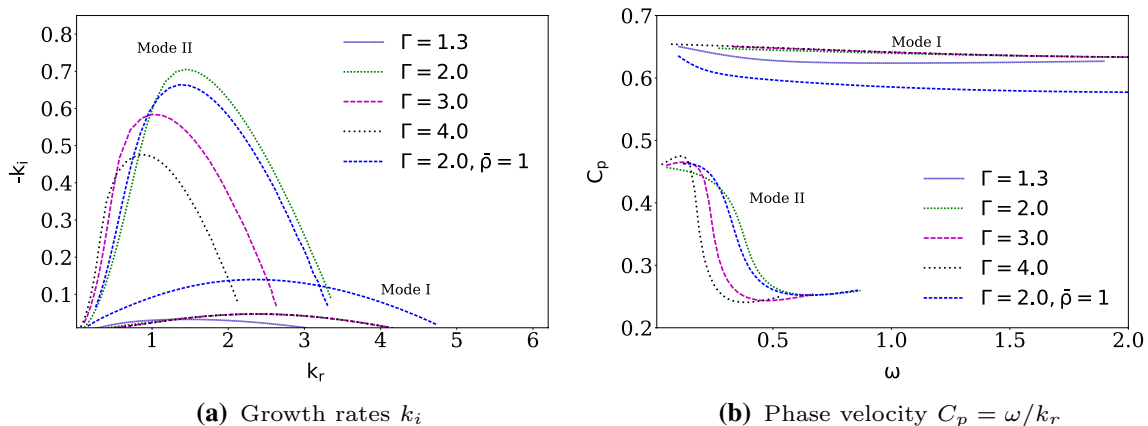 0.8
0.7
0.6
0.5
0.4
0.3
0.2
0.1
-kᵢ
Mode II
Γ = 1.3
Γ = 2.0
Γ = 3.0
Γ = 4.0
Γ = 2.0, ρ̄ = 1
Mode I
1 2 3 4 5 6
kᵣ
(a) Growth rates kᵢ
0.7
0.6
0.5
0.4
0.3
0.2
Cₚ
Mode I
Mode II
Γ = 1.3
Γ = 2.0
Γ = 3.0
Γ = 4.0
Γ = 2.0, ρ̄ = 1
0.5 1.0 1.5 2.0
ω
(b) Phase velocity Cₚ = ω/kᵣ